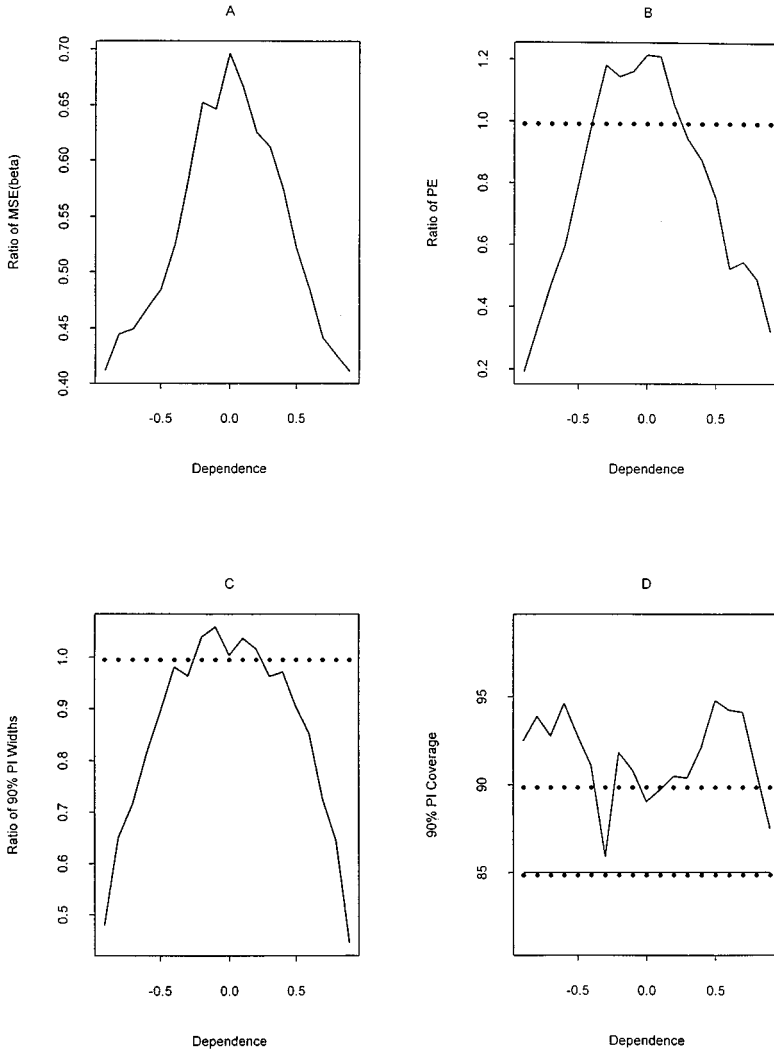 A
Ratio of MSE(beta)
0.70
0.65
0.60
0.55
0.50
0.45
0.40
-0.5
0.0
0.5
Dependence
B
Ratio of PE
1.2
1.0
0.8
0.6
0.4
0.2
-0.5
0.0
0.5
Dependence
C
Ratio of 90% PI Widths
1.0
0.9
0.8
0.7
0.6
0.5
-0.5
0.0
0.5
Dependence
D
90% PI Coverage
95
90
85
-0.5
0.0
0.5
Dependence